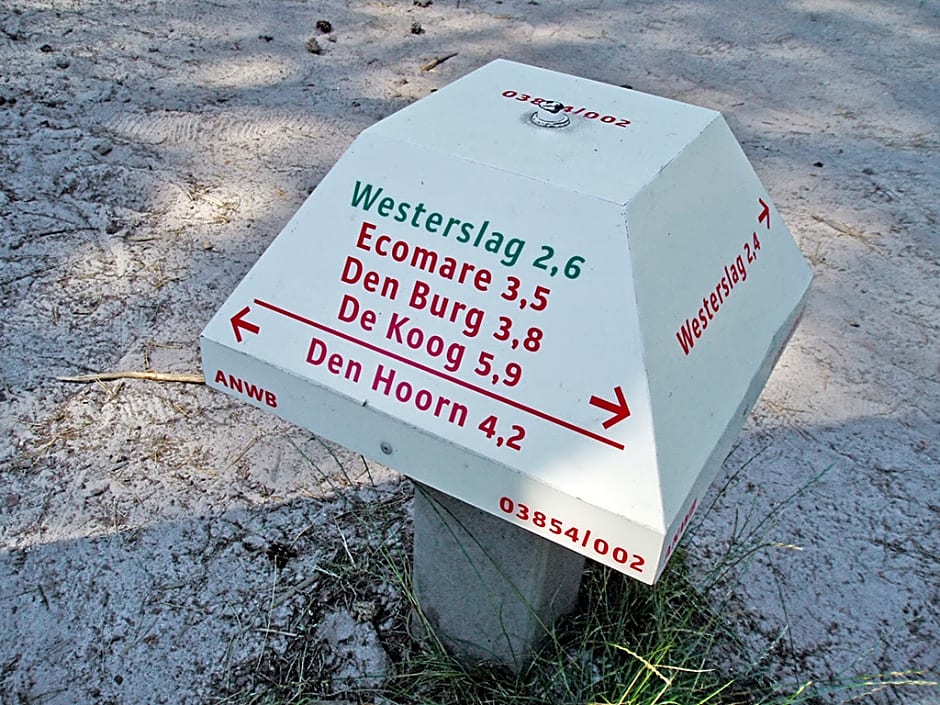 03854/002
Westerslag 2,6
Ecomare 3,5
Den Burg 3,8
De Koog 5,9
Den Hoorn 4,2
ANWB
03854/002
Westerslag 2,4
ANWB